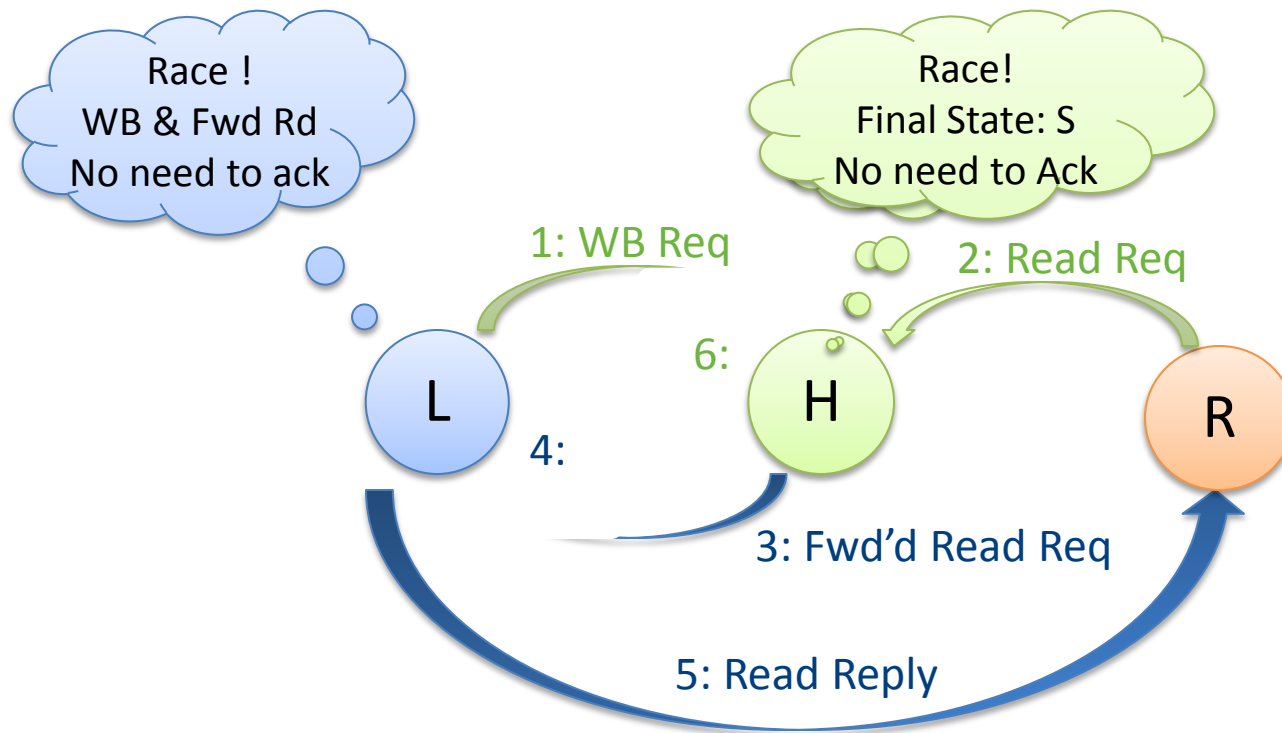 Race !
WB & Fwd Rd
No need to ack
Race!
Final State: S
No need to Ack
1: WB Req
2: Read Req
6:
L
H
R
4:
3: Fwd’d Read Req
5: Read Reply